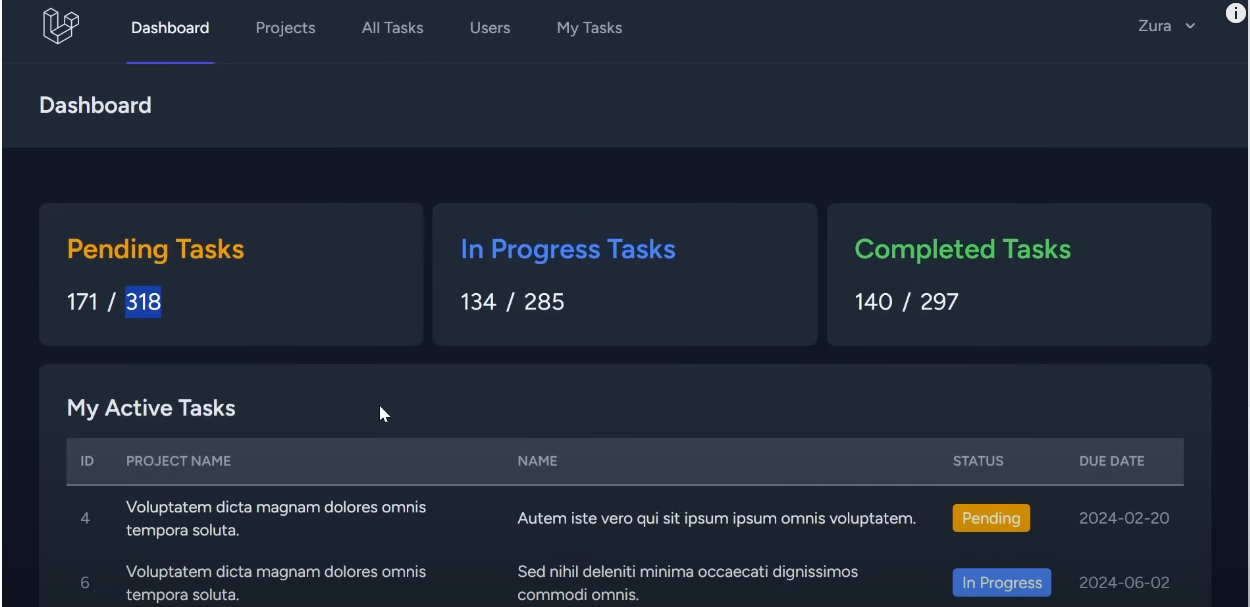 Dashboard Projects All Tasks Users My Tasks Zura
i
Dashboard
Pending Tasks
171 / 318
In Progress Tasks
134 / 285
Completed Tasks
140 / 297
My Active Tasks
ID PROJECT NAME NAME STATUS DUE DATE
4 Voluptatem dicta magnam dolores omnis
tempora soluta.
Autem iste vero qui sit ipsum ipsum omnis voluptatem. Pending 2024-02-20
6 Voluptatem dicta magnam dolores omnis
tempora soluta.
Sed nihil deleniti minima occaecati dignissimos
commodi omnis.
In Progress 2024-06-02